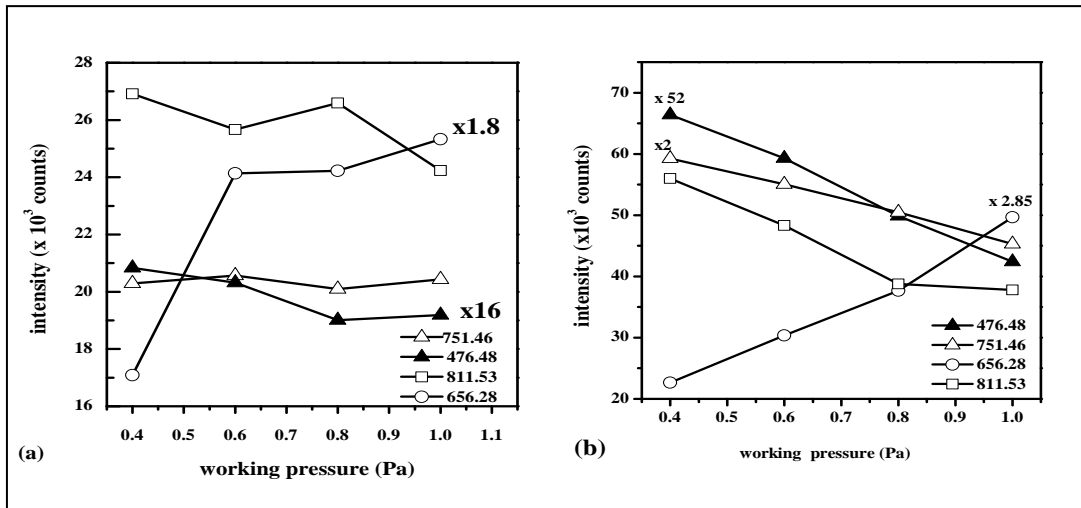 28
26
24
22
20
18
16
intensity (x 10³ counts)
x1.8
x16
751.46
476.48
811.53
656.28
0.4 0.5 0.6 0.7 0.8 0.9 1.0 1.1
(a)
working pressure (Pa)
70
60
50
40
30
20
intensity (x10³ counts)
x 52
x2
x 2.85
476.48
751.46
656.28
811.53
0.4 0.5 0.6 0.7 0.8 0.9 1.0
(b)
working pressure (Pa)